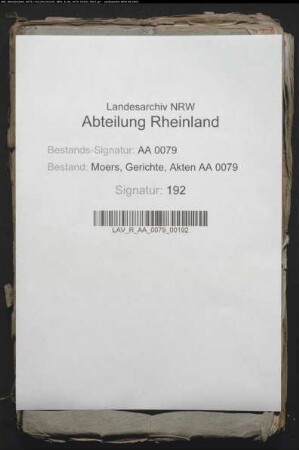 Landesarchiv NRW
Abteilung Rheinland
Bestands-Signatur: AA 0079
Bestand: Moers, Gerichte, Akten AA 0079
Signatur: 192
LAV_R_AA_0079_00192